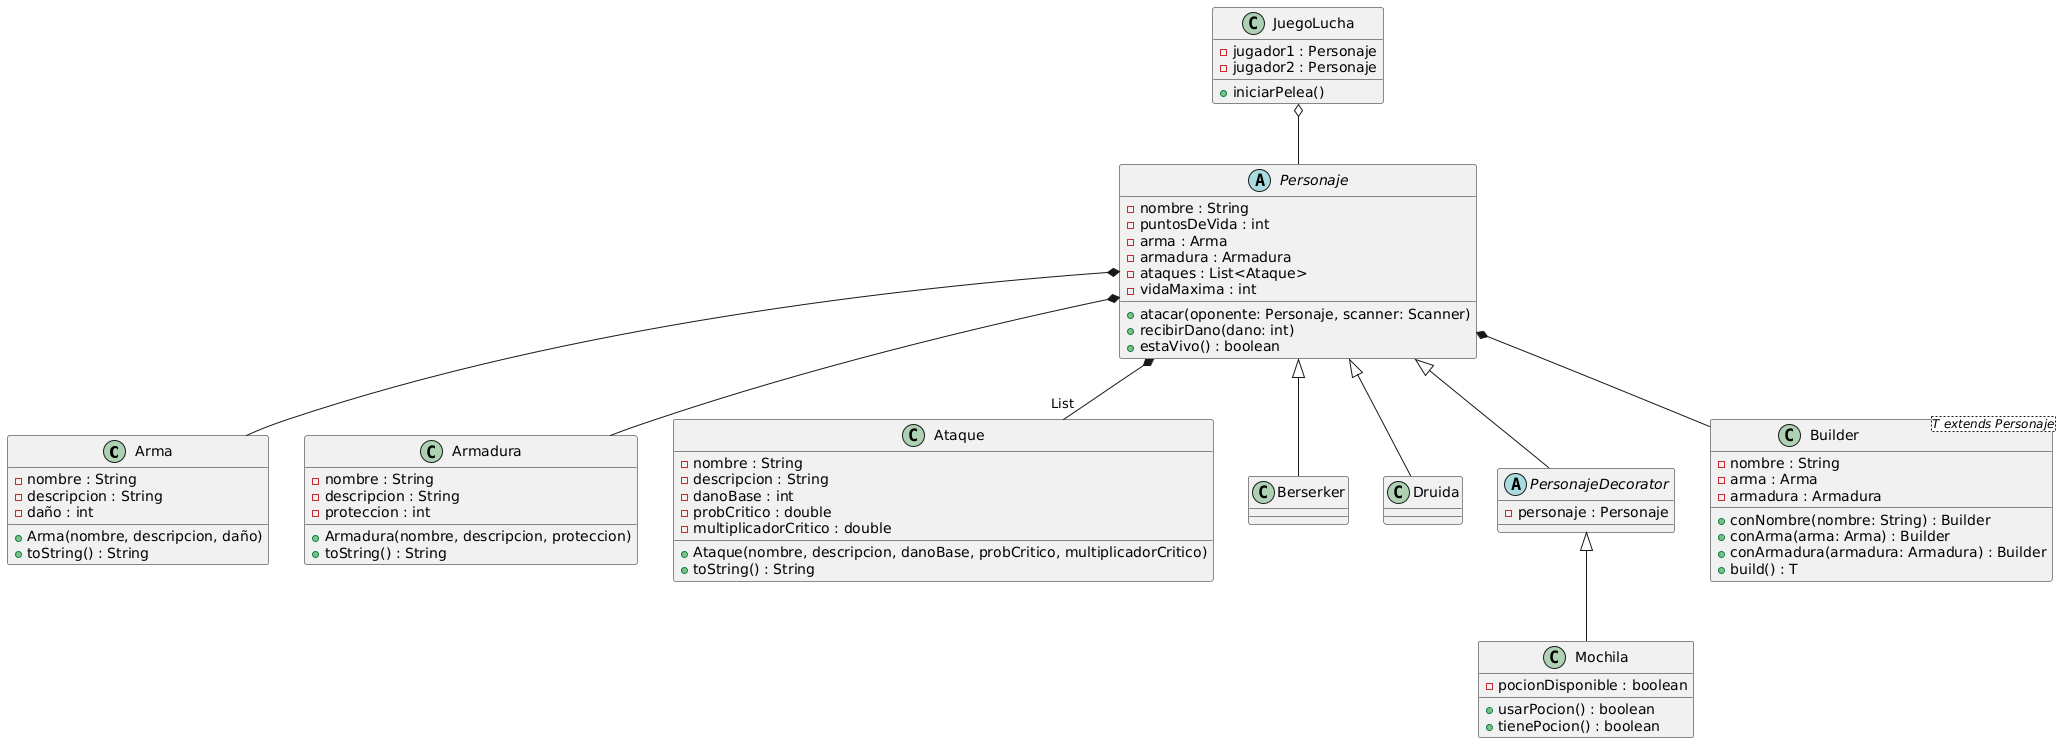 C JuegoLucha
jugador1 : Personaje
jugador2 : Personaje
iniciarPelea()
A Personaje
nombre : String
puntosDeVida : int
arma : Arma
armadura : Armadura
ataques : List<Ataque>
vidaMaxima : int
atacar(oponente: Personaje, scanner: Scanner)
recibirDano(dano: int)
estaVivo() : boolean
List
C Arma
nombre : String
descripcion : String
daño : int
Arma(nombre, descripcion, daño)
toString() : String
C Armadura
nombre : String
descripcion : String
proteccion : int
Armadura(nombre, descripcion, proteccion)
toString() : String
C Ataque
nombre : String
descripcion : String
danoBase : int
probCritico : double
multiplicadorCritico : double
Ataque(nombre, descripcion, danoBase, probCritico, multiplicadorCritico)
toString() : String
C Berserker
C Druida
A PersonajeDecorator
personaje : Personaje
C Builder
T extends Personaje
nombre : String
arma : Arma
armadura : Armadura
conNombre(nombre: String) : Builder
conArma(arma: Arma) : Builder
conArmadura(armadura: Armadura) : Builder
build() : T
C Mochila
pocionDisponible : boolean
usarPocion() : boolean
tienePocion() : boolean